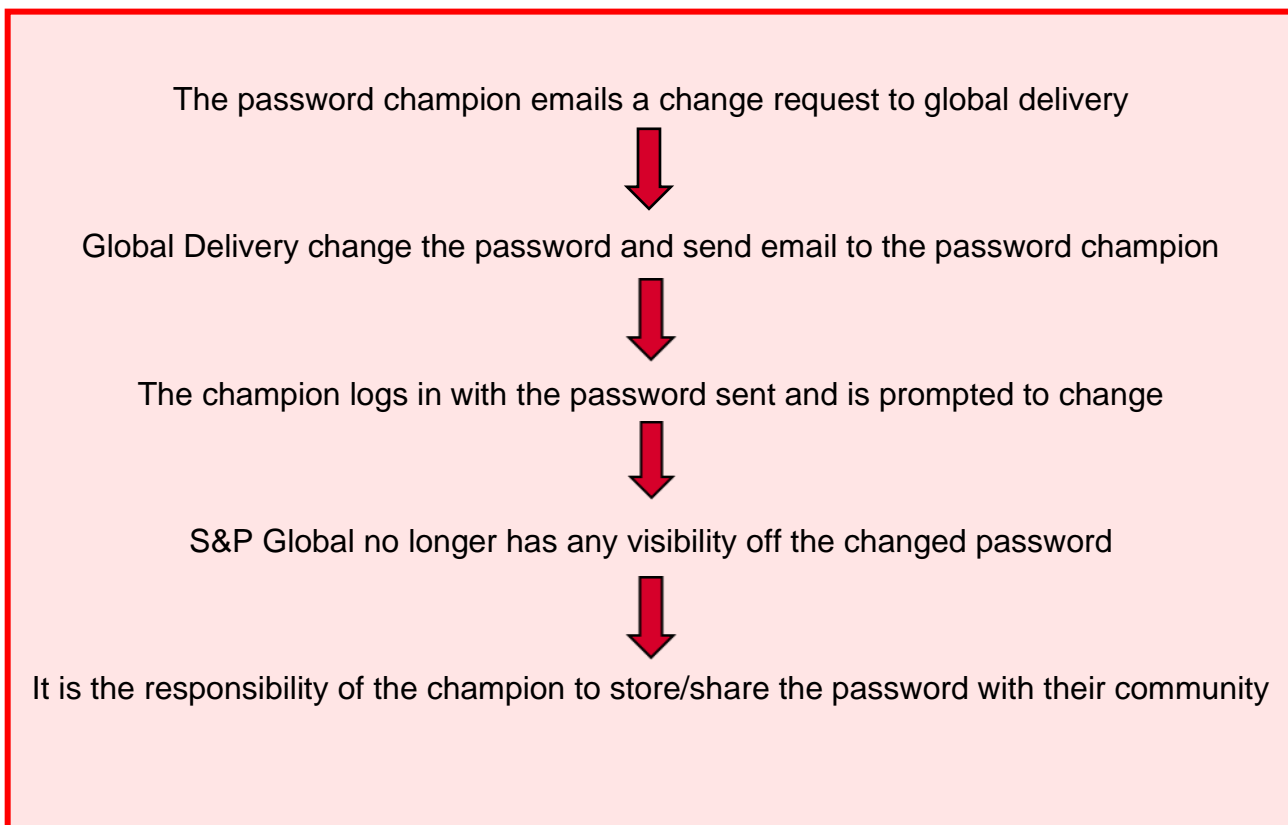 The password champion emails a change request to global delivery
Global Delivery change the password and send email to the password champion
The champion logs in with the password sent and is prompted to change
S&P Global no longer has any visibility off the changed password
It is the responsibility of the champion to store/share the password with their community